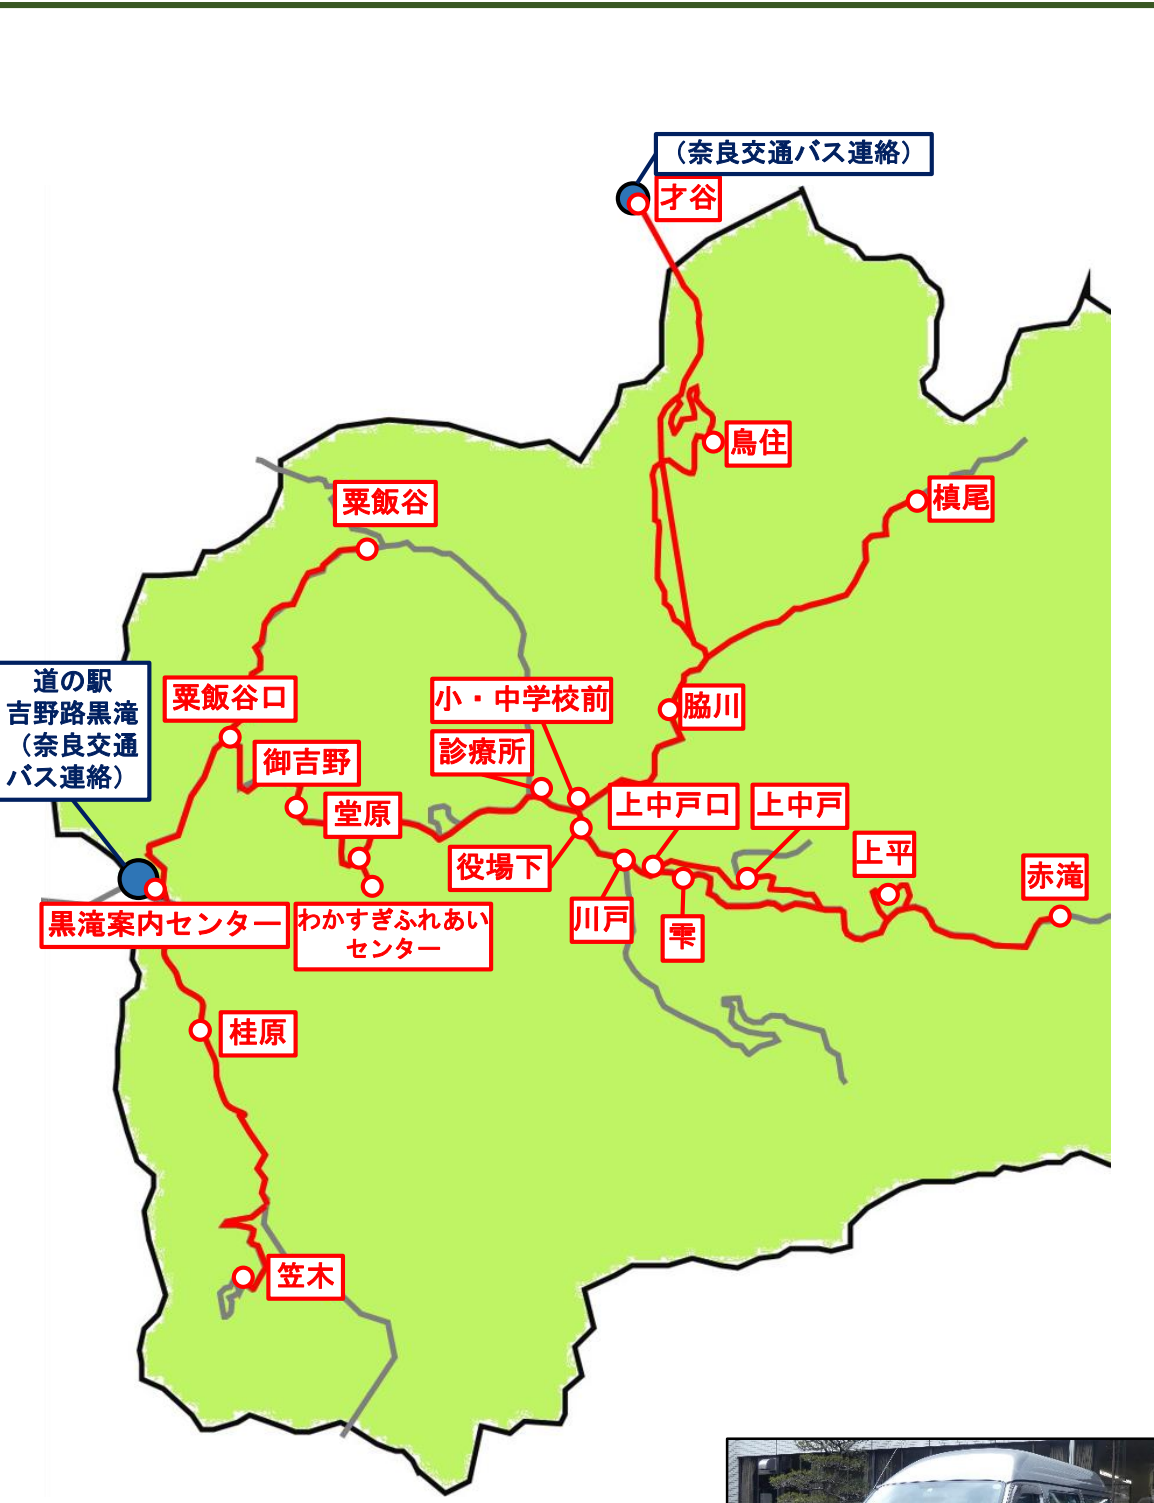 （奈良交通バス連絡）
才谷
鳥住
槙尾
粟飯谷
道の駅
吉野路黒滝
（奈良交通
バス連絡）
粟飯谷口
小・中学校前
脇川
御吉野
診療所
堂原
上中戸口
上中戸
役場下
上平
赤滝
黒滝案内センター
わかすぎふれあい
センター
川戸
雫
桂原
笠木